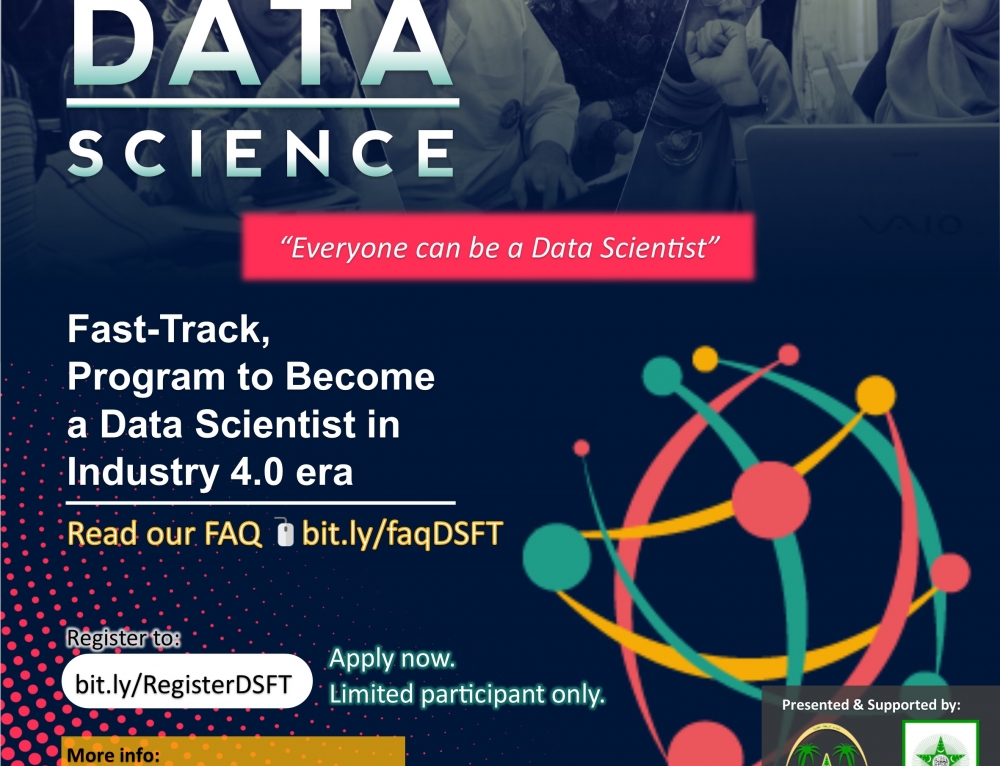 DATA
SCIENCE
VAIO
“Everyone can be a Data Scientist”
Fast-Track,
Program to Become
a Data Scientist in
Industry 4.0 era
Read our FAQ bit.ly/faqDSFT
Register to:
bit.ly/RegisterDSFT
Apply now.
Limited participant only.
Presented & Supported by:
More info: